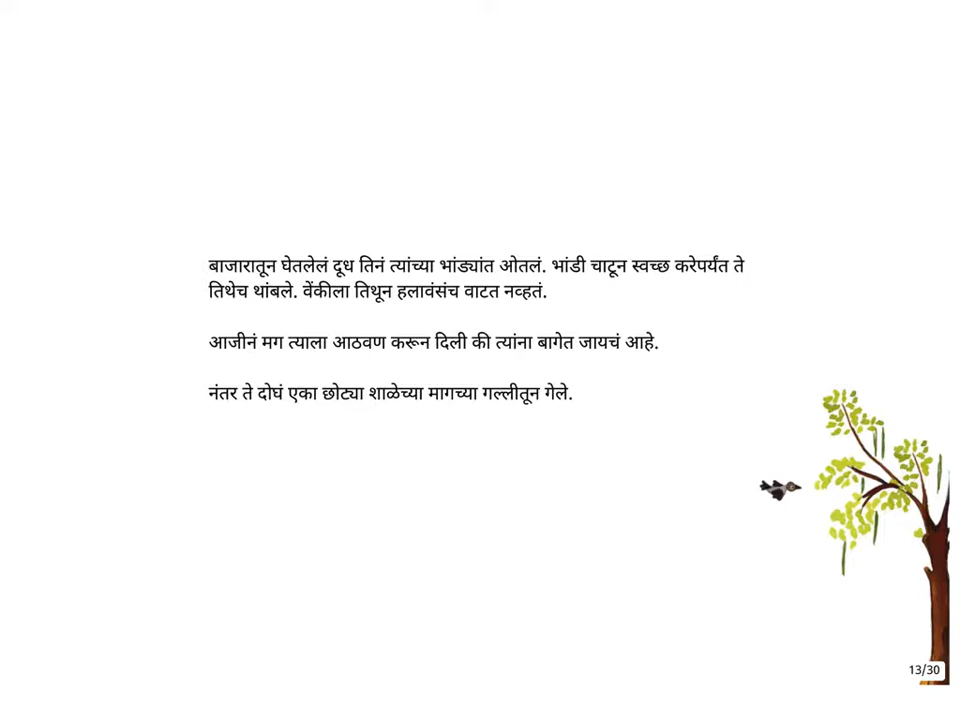 बाजारातून घेतलेलं दूध तिनं त्यांच्या भांड्यांत ओतलं. भांडी चाटून स्वच्छ करेपर्यंत ते
तिथेच थांबले. वेंकीला तिथून हलावंसंच वाटत नव्हतं.
आजीनं मग त्याला आठवण करून दिली की त्यांना बागेत जायचं आहे.
नंतर ते दोघं एका छोट्या शाळेच्या मागच्या गल्लीतून गेले.
13/30